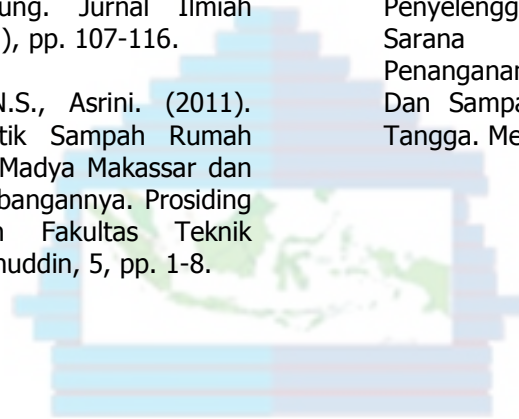 ung. Jurnal Ilmiah
), pp. 107-116.
N.S., Asrini. (2011).
tik Sampah Rumah
Madya Makassar dan
bangannya. Prosiding
Fakultas Teknik
nuddin, 5, pp. 1-8.
Penyelengg
Sarana
Penanganan
Dan Sampa
Tangga. Me